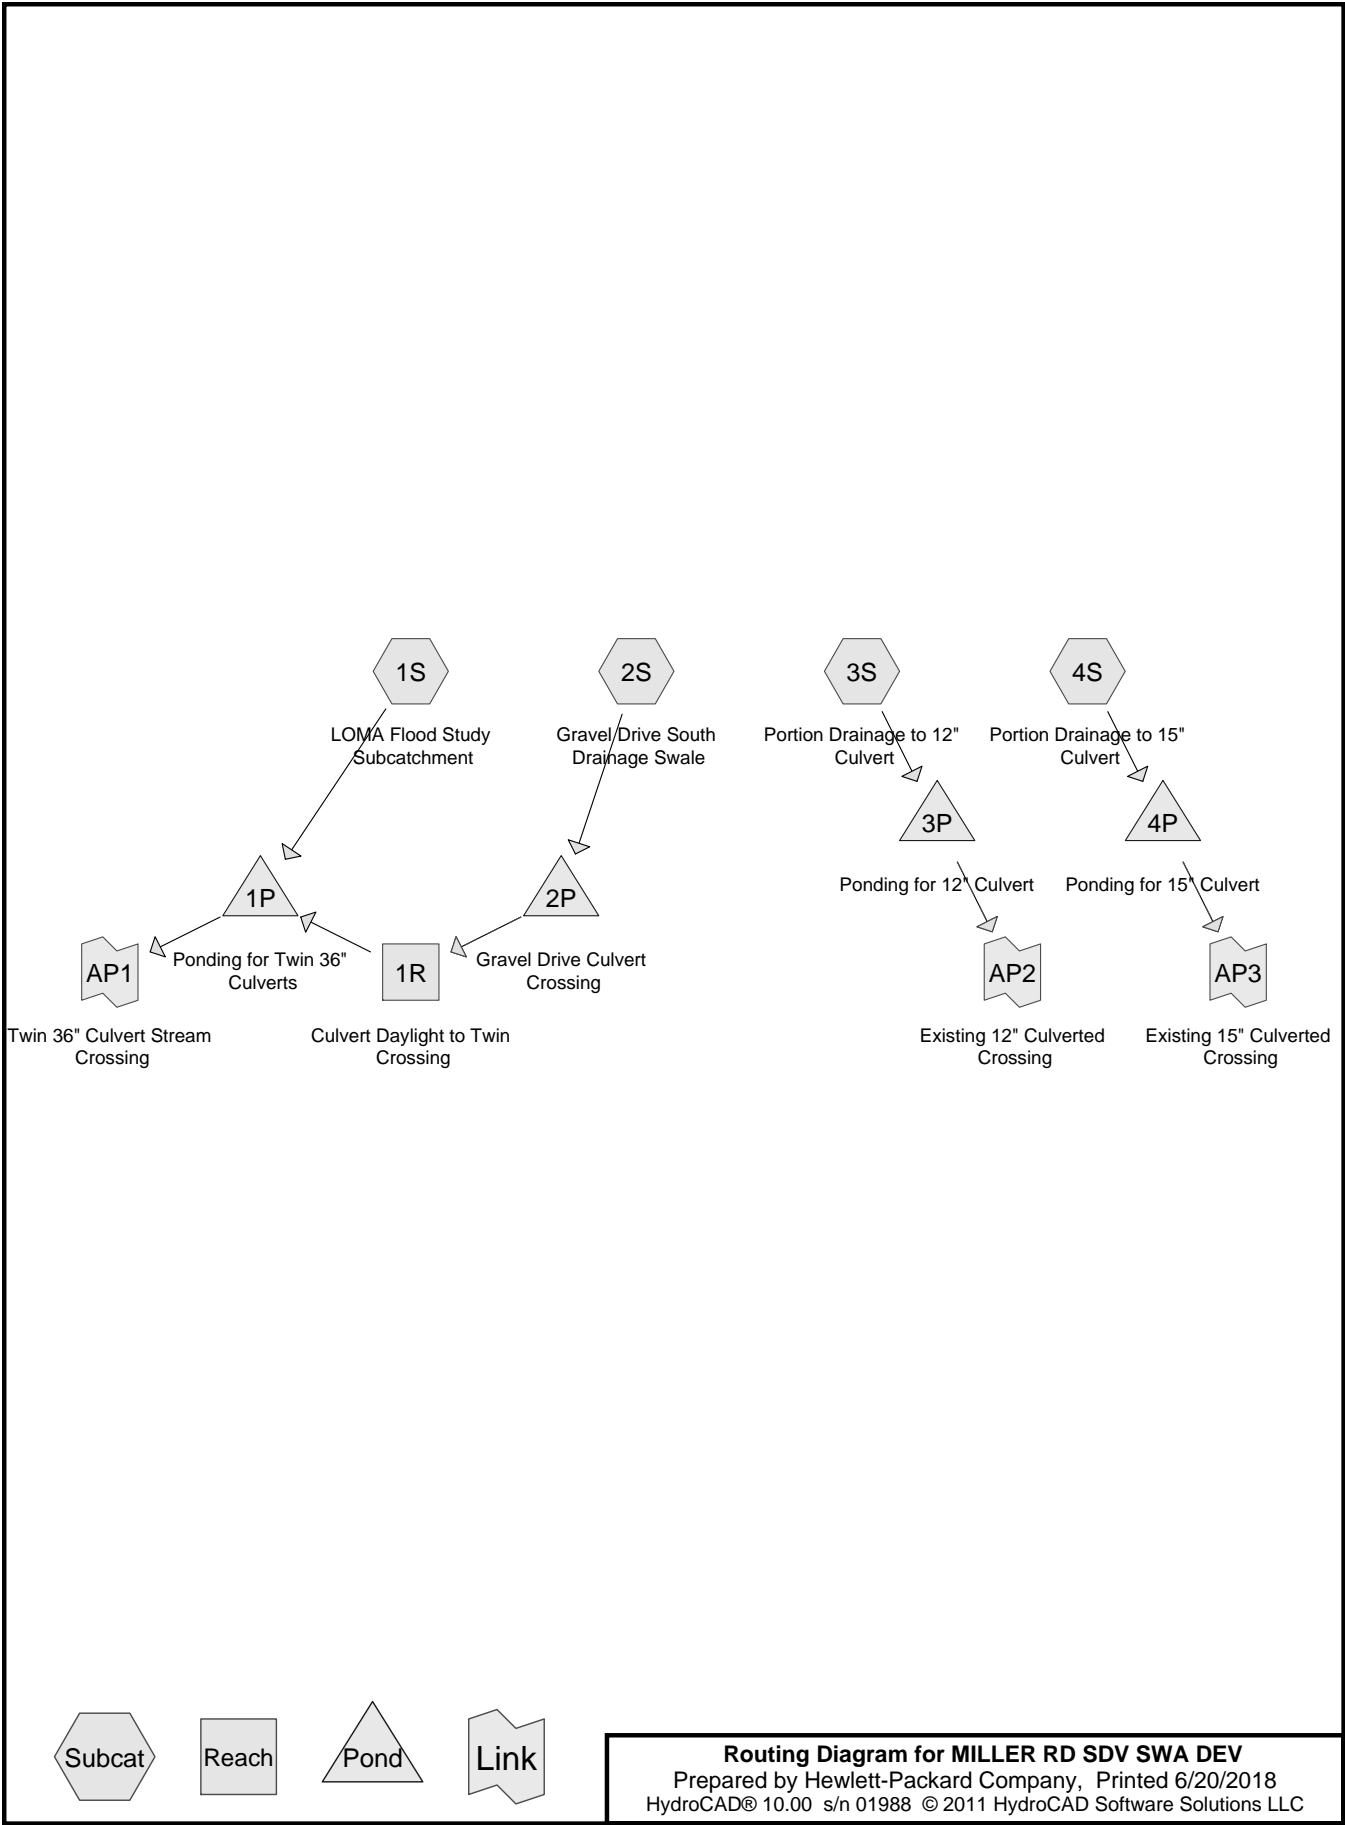 1S
2S
3S
4S
LOMA Flood Study
Subcatchment
Gravel Drive South
Drainage Swale
Portion Drainage to 12"
Culvert
Portion Drainage to 15"
Culvert
3P
4P
Ponding for 12" Culvert
Ponding for 15" Culvert
1P
2P
Ponding for Twin 36"
Culverts
Gravel Drive Culvert
Crossing
AP1
1R
AP2
AP3
Twin 36" Culvert Stream
Crossing
Culvert Daylight to Twin
Crossing
Existing 12" Culverted
Crossing
Existing 15" Culverted
Crossing
Subcat
Reach
Pond
Link
Routing Diagram for MILLER RD SDV SWA DEV
Prepared by Hewlett-Packard Company, Printed 6/20/2018
HydroCAD® 10.00 s/n 01988 © 2011 HydroCAD Software Solutions LLC